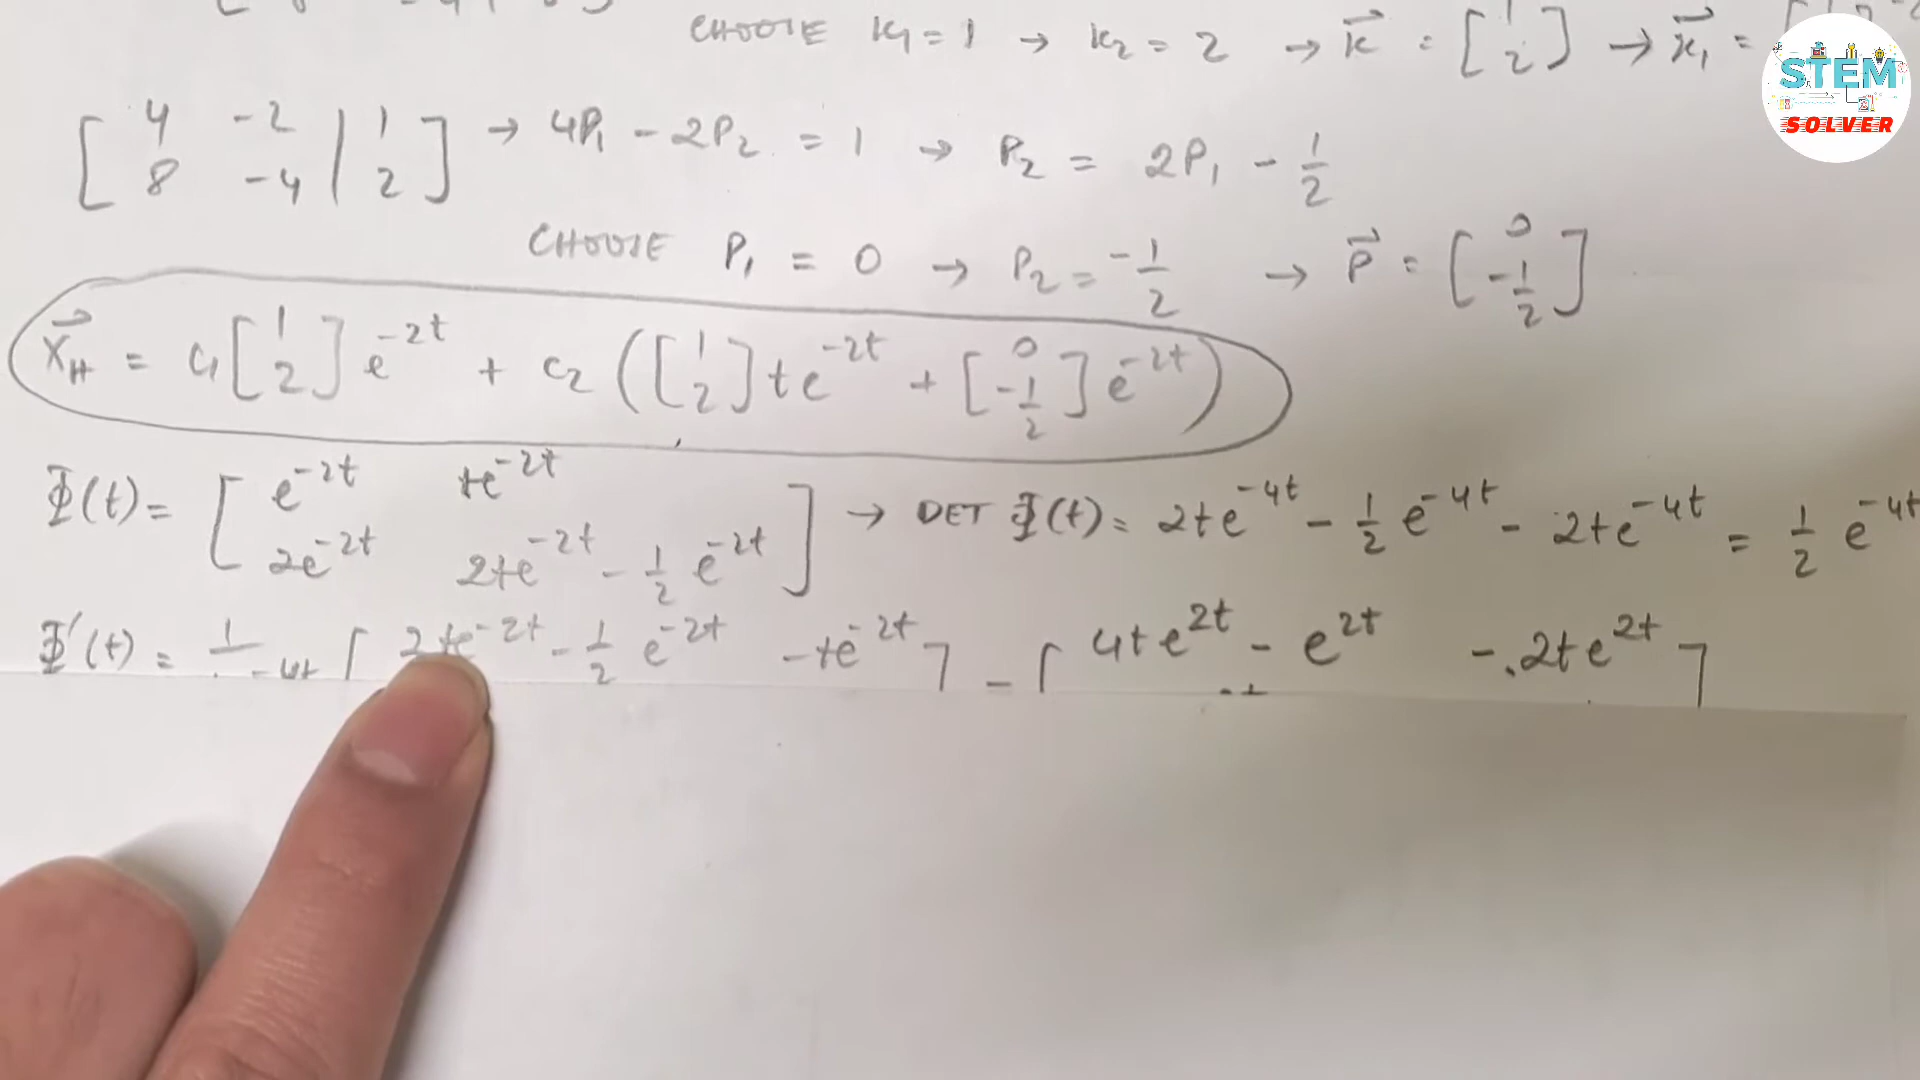 CHOOSE K₁ = 1 → K₂ = 2 → K⃗ = [1 2] → X⃗₁ =
STEM
SOLVER
[4 -2 | 1
8 -4 | 2] → 4P₁ - 2P₂ = 1 → P₂ = 2P₁ - 1/2
CHOOSE P₁ = 0 → P₂ = -1/2 → P⃗ = [0 -1/2]
X⃗_H = C₁ [1 2] e^-2t + C₂ ([1 2] te^-2t + [0 -1/2] e^-2t)
Φ(t) = [e^-2t te^-2t
2e^-2t 2te^-2t - 1/2 e^-2t] → DET Φ(t) = 2te^-4t - 1/2 e^-4t - 2te^-4t = 1/2 e^-4t
Φ'(t) = 1/ -4t [2te^-2t - 1/2 e^-2t -te^-2t] = [4te^2t - e^2t -2te^2t]